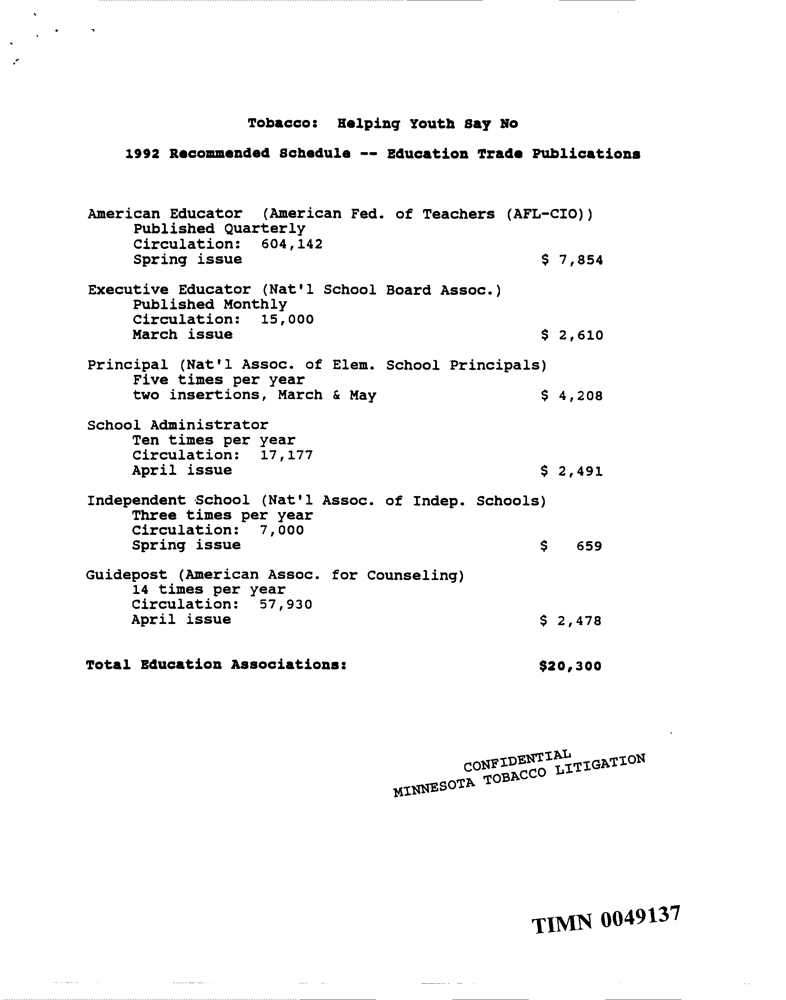 Tobacco: Helping Youth Say No
1992 Recommended Schedule -- Education Trade Publications
American Educator (American Fed. of Teachers (AFL-CIO))
Published Quarterly
Circulation: 604,142
Spring issue $ 7,854
Executive Educator (Nat'l School Board Assoc.)
Published Monthly
Circulation: 15,000
March issue $ 2,610
Principal (Nat'l Assoc. of Elem. School Principals)
Five times per year
two insertions, March & May $ 4,208
School Administrator
Ten times per year
Circulation: 17,177
April issue $ 2,491
Independent School (Nat'l Assoc. of Indep. Schools)
Three times per year
Circulation: 7,000
Spring issue $ 659
Guidepost (American Assoc. for Counseling)
14 times per year
Circulation: 57,930
April issue $ 2,478
Total Education Associations: $20,300
CONFIDENTIAL
MINNESOTA TOBACCO LITIGATION
TIMN 0049137